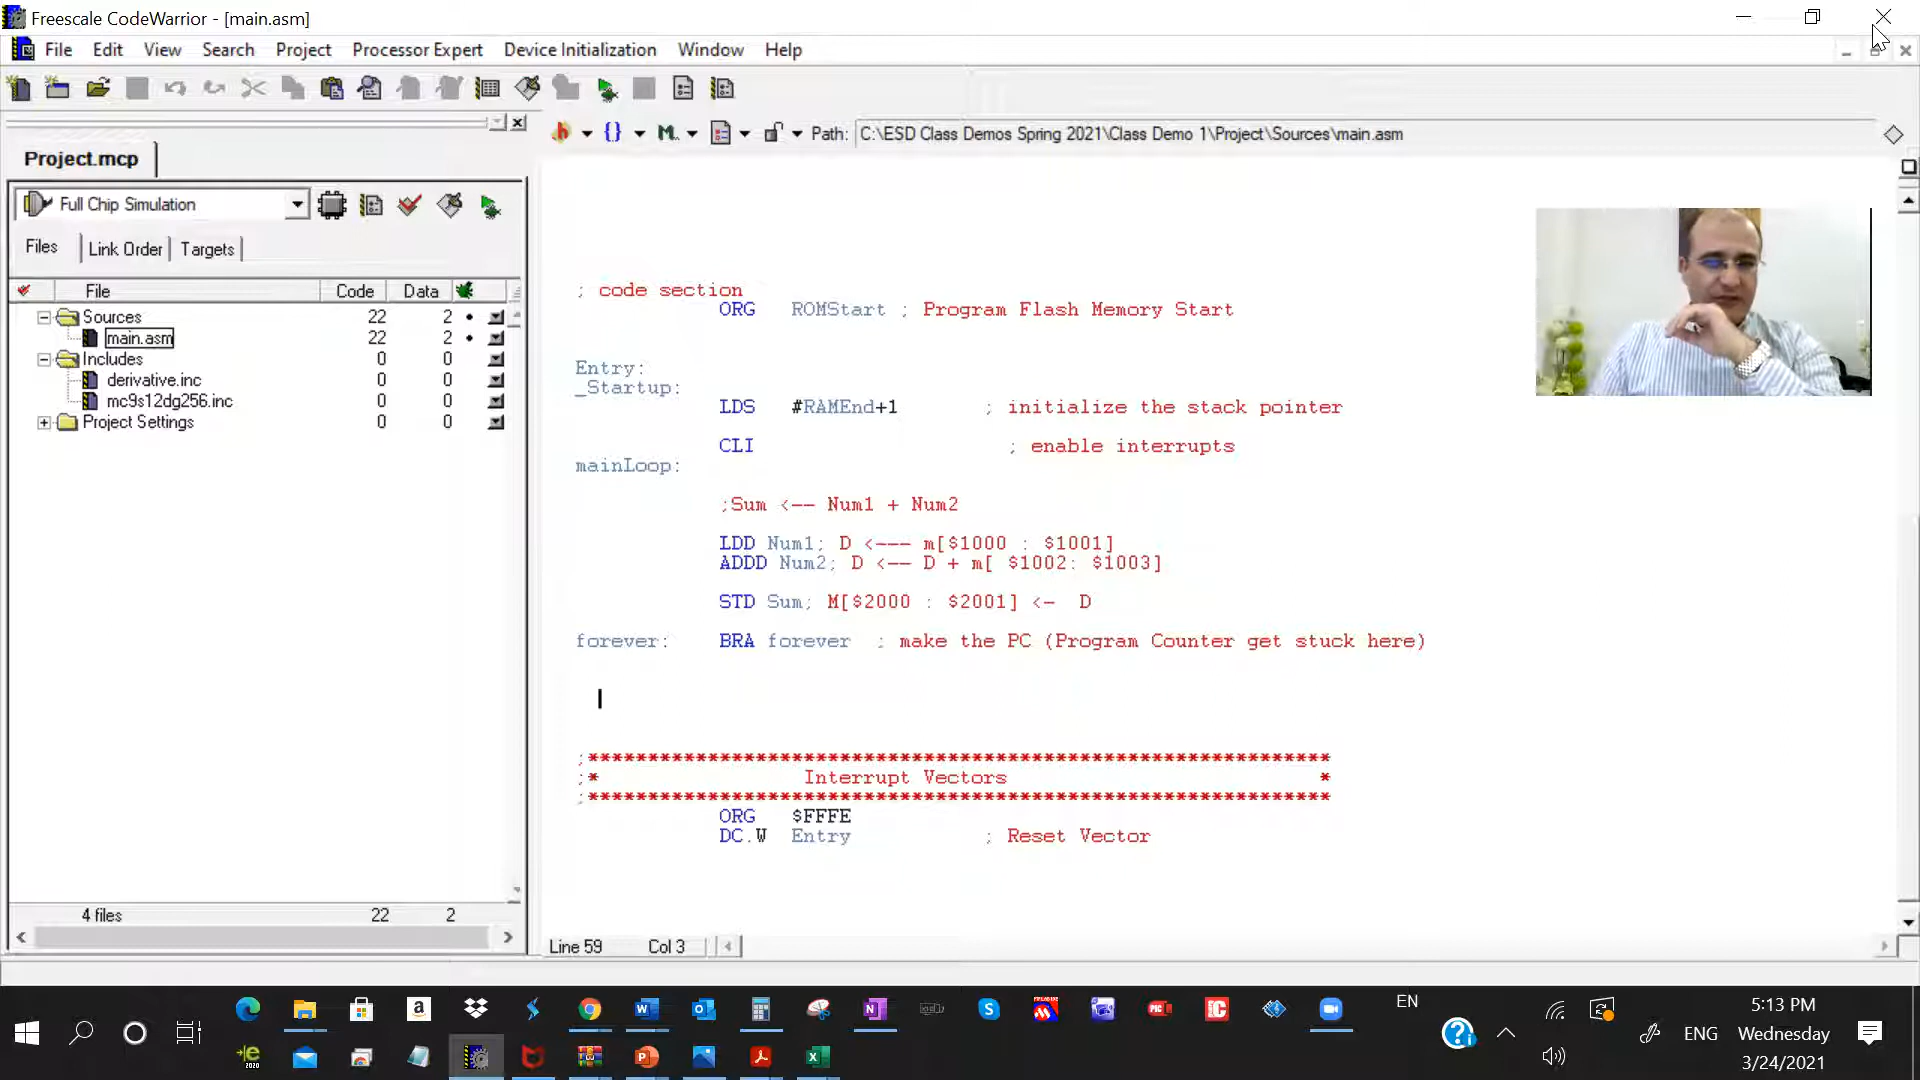 Freescale CodeWarrior - [main.asm]
File Edit View Search Project Processor Expert Device Initialization Window Help
Path: C:\ESD Class Demos Spring 2021\Class Demo 1\Project\Sources\main.asm
Project.mcp
Full Chip Simulation
Files Link Order Targets
File Code Data
Sources 22 2
main.asm 22 2
Includes 0 0
derivative.inc 0 0
mc9s12dg256.inc 0 0
Project Settings 0 0
4 files 22 2
; code section
ORG ROMStart ; Program Flash Memory Start
Entry:
_Startup:
LDS #RAMEnd+1 ; initialize the stack pointer
CLI ; enable interrupts
mainLoop:
;Sum <-- Num1 + Num2
LDD Num1; D <--- m[$1000 : $1001]
ADDD Num2; D <-- D + m[ $1002: $1003]
STD Sum; M[$2000 : $2001] <- D
forever: BRA forever ; make the PC (Program Counter get stuck here)
;**************************************************************
;* Interrupt Vectors *
;**************************************************************
ORG $FFFE
DC.W Entry ; Reset Vector
Line 59 Col 3
EN
5:13 PM
ENG Wednesday
3/24/2021